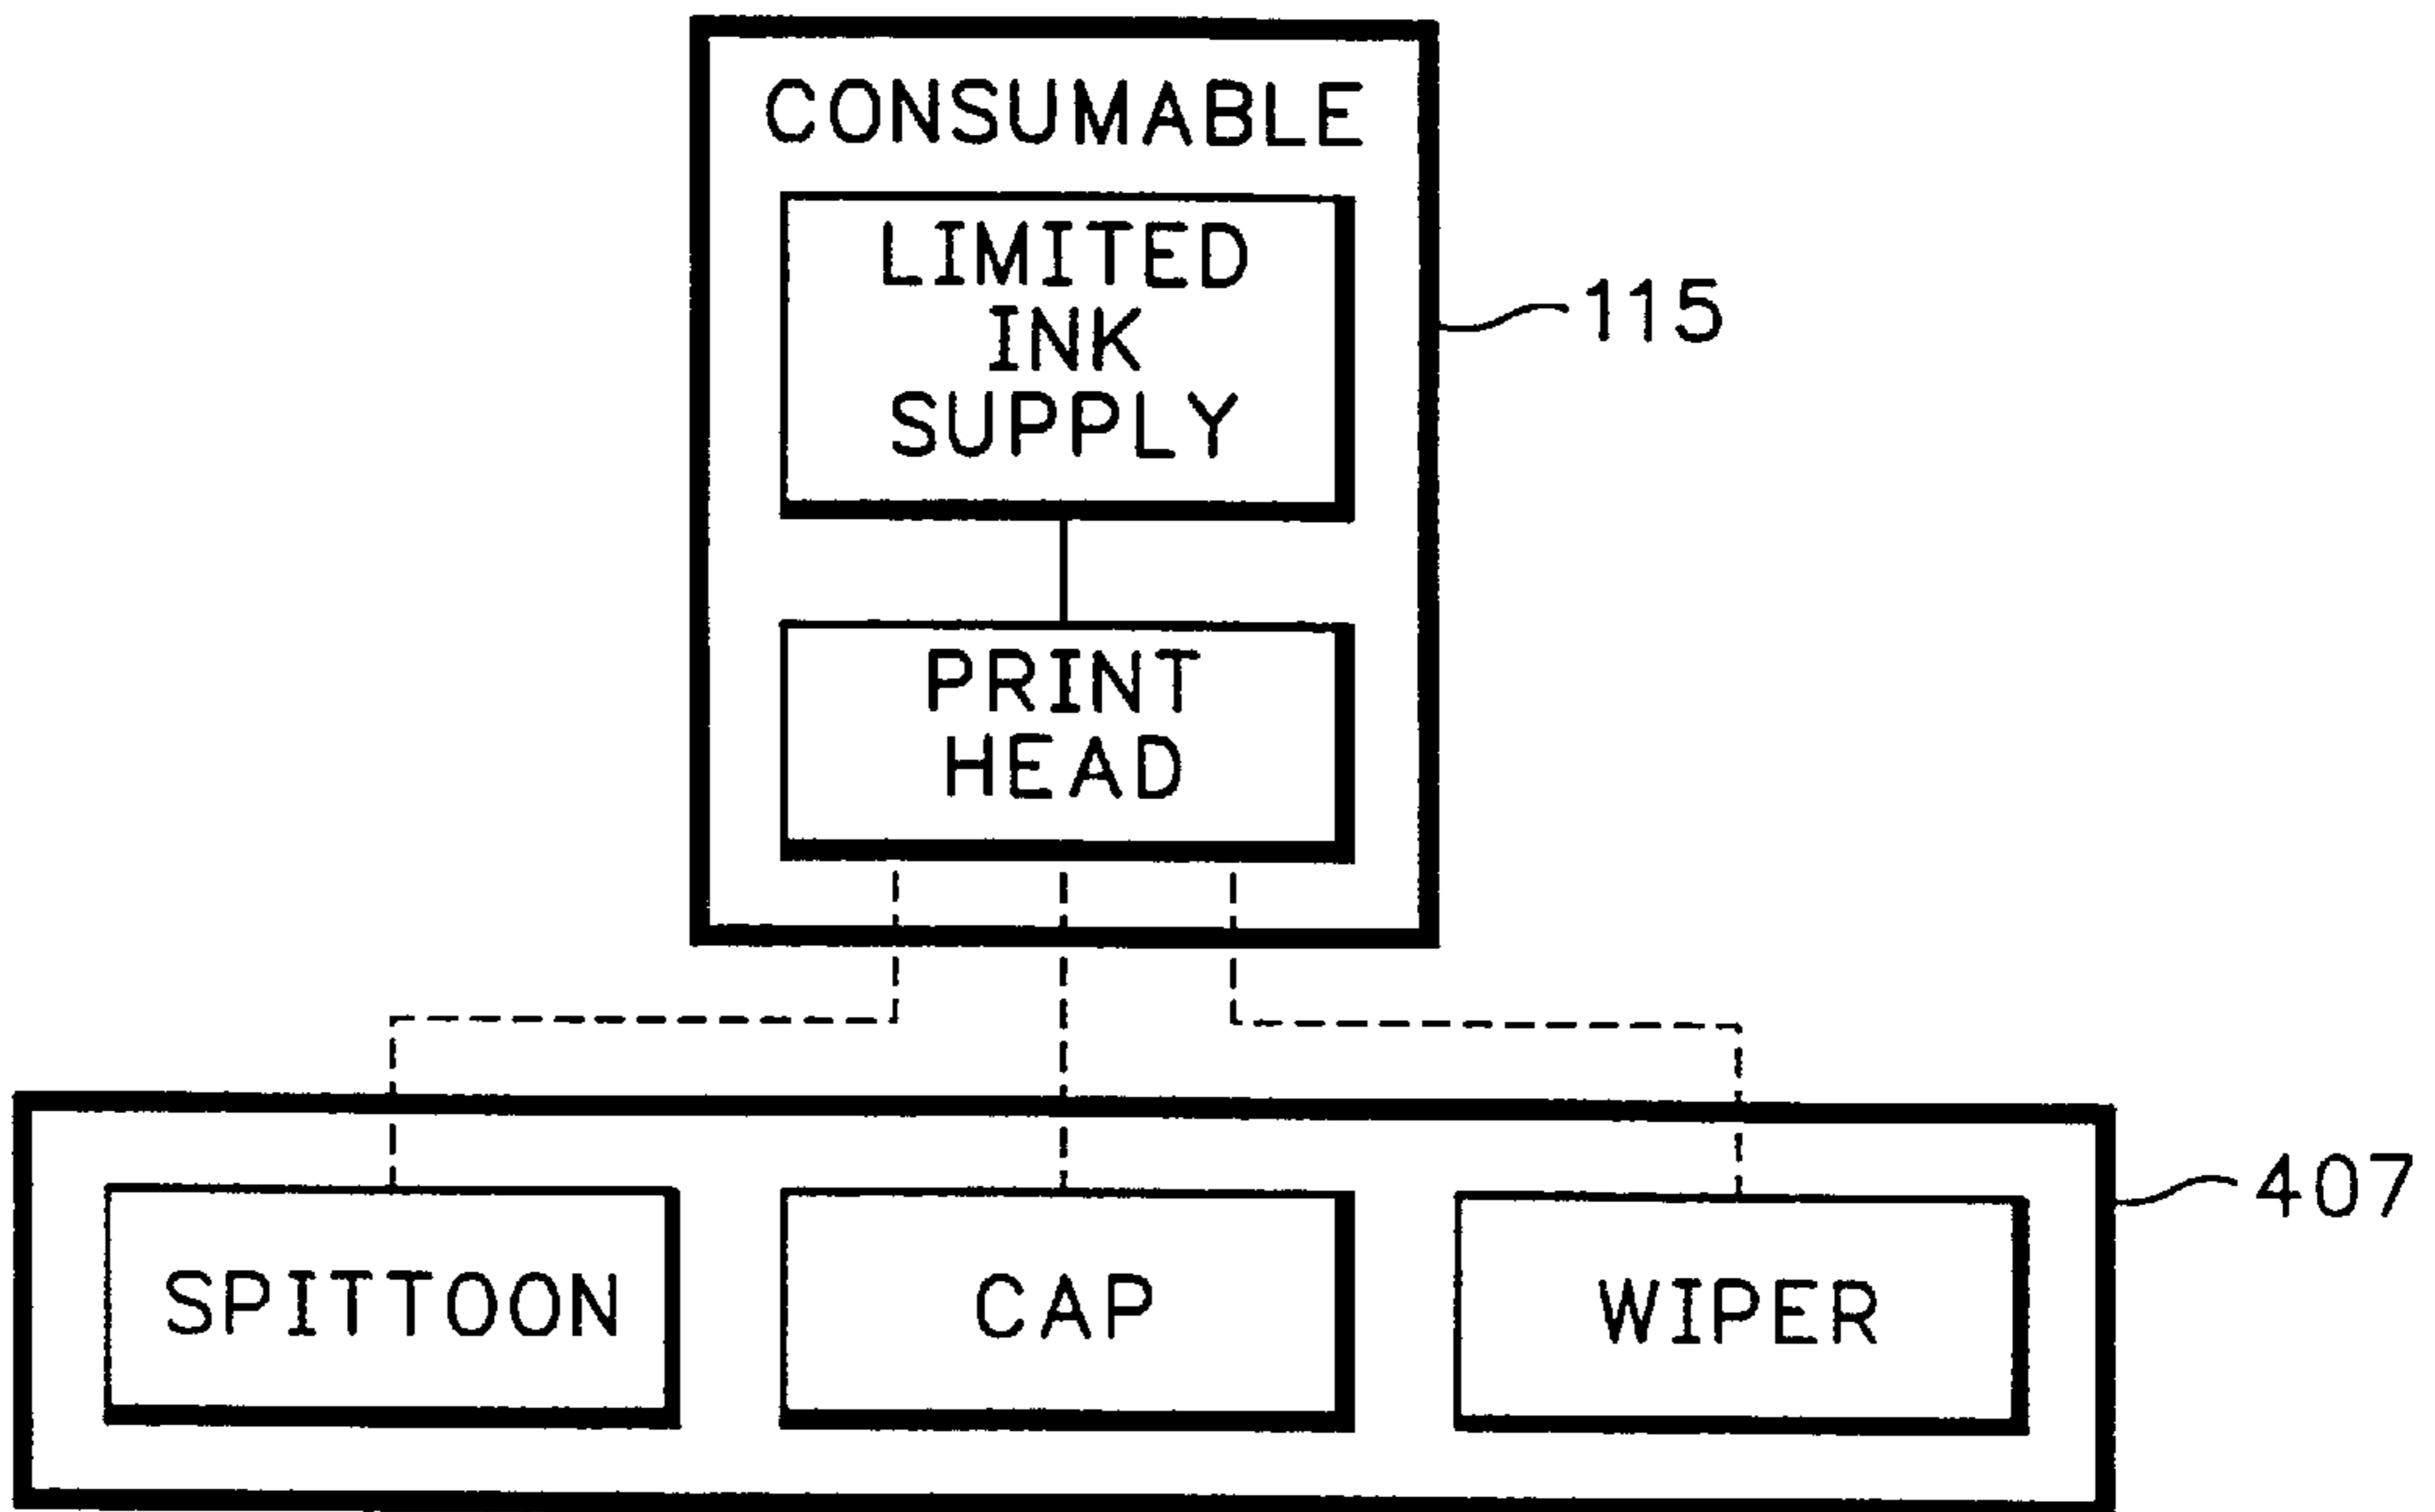 CONSUMABLE
LIMITED
INK
SUPPLY
115
PRINT
HEAD
407
SPITTOON
CAP
WIPER